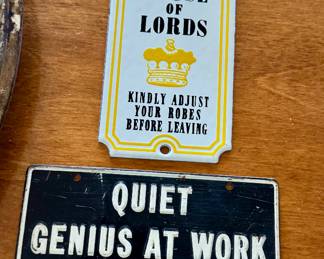 OF
LORDS
KINDLY ADJUST
YOUR ROBES
BEFORE LEAVING
QUIET
GENIUS AT WORK